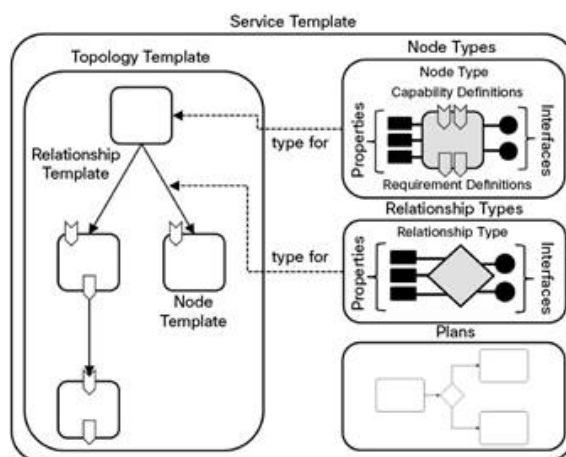 Service Template
Topology Template
Relationship
Template
Node
Template
type for
type for
Node Types
Node Type
Capability Definitions
Properties
Interfaces
Requirement Definitions
Relationship Types
Relationship Type
Properties
Interfaces
Plans